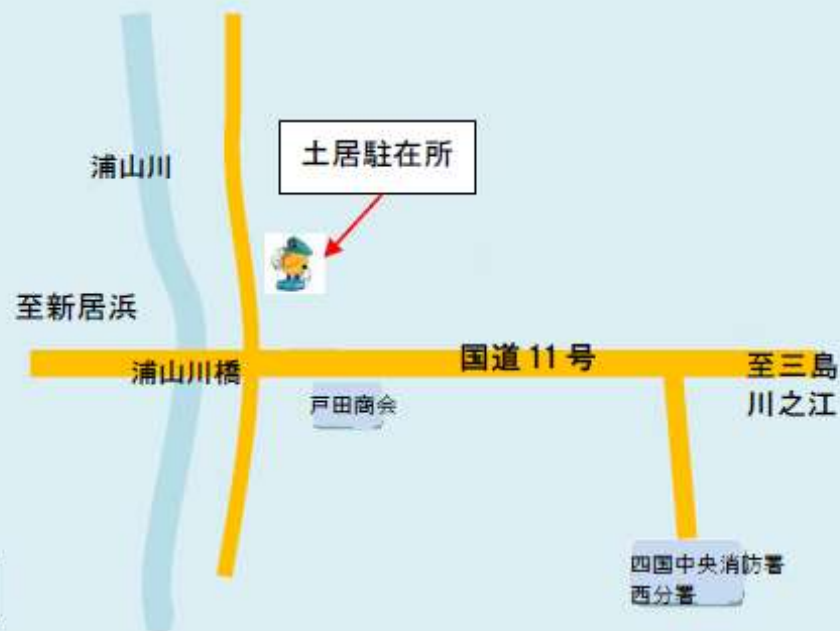 浦山川
土居駐在所
至新居浜
浦山川橋
国道11号
至三島
川之江
戸田商会
四国中央消防署
西分署